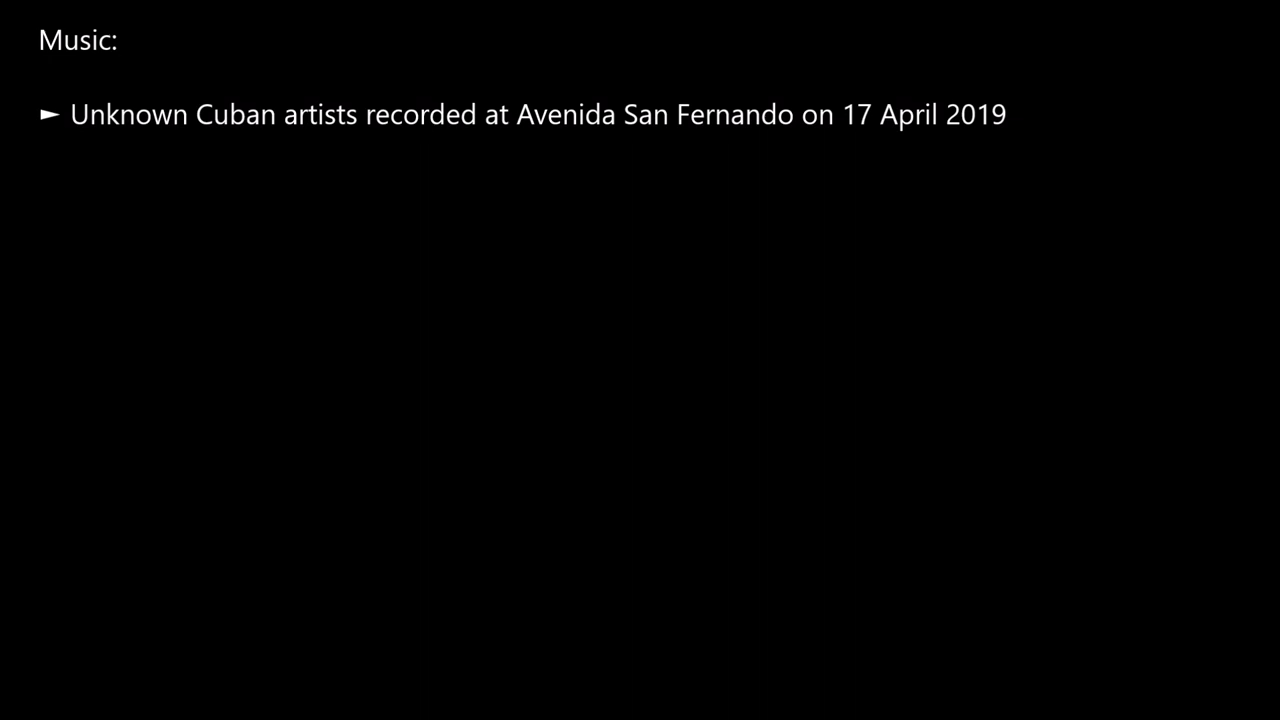 Music:
► Unknown Cuban artists recorded at Avenida San Fernando on 17 April 2019